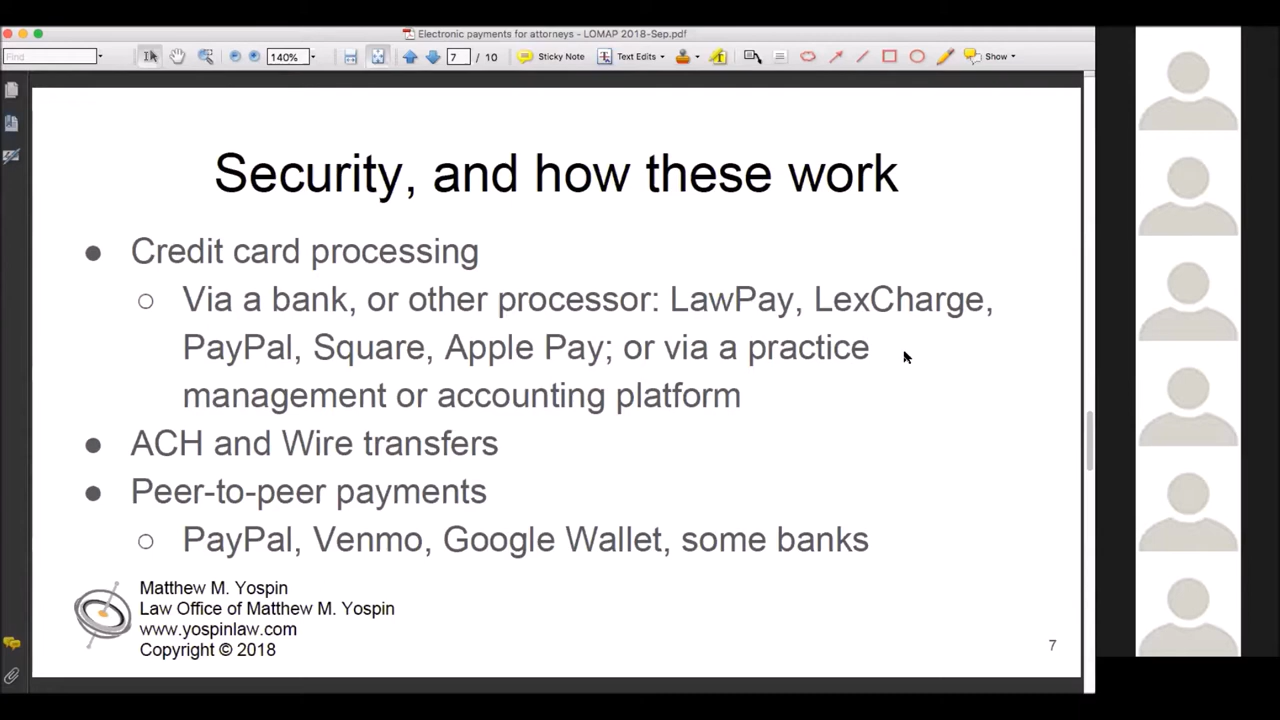 Electronic payments for attorneys - LOMAP 2018-Sep.pdf
Find
140%
7 / 10
Sticky Note
Text Edits
Show
Security, and how these work
● Credit card processing
○ Via a bank, or other processor: LawPay, LexCharge,
PayPal, Square, Apple Pay; or via a practice
management or accounting platform
● ACH and Wire transfers
● Peer-to-peer payments
○ PayPal, Venmo, Google Wallet, some banks
Matthew M. Yospin
Law Office of Matthew M. Yospin
www.yospinlaw.com
Copyright © 2018
7